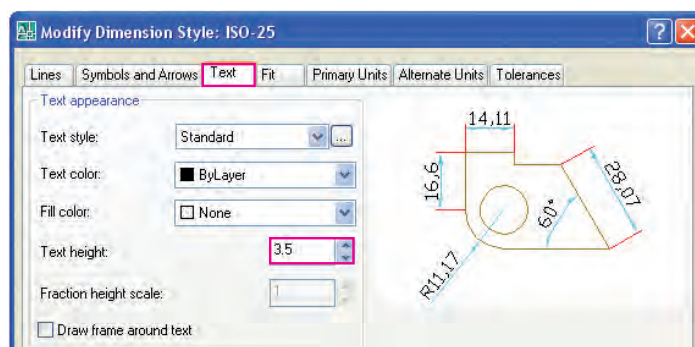 Modify Dimension Style: ISO-25
Lines Symbols and Arrows Text Fit Primary Units Alternate Units Tolerances
Text appearance
Text style: Standard ...
Text color: ByLayer
Fill color: None
Text height: 3,5
Fraction height scale: 1
Draw frame around text
14,11
16,6
28,07
60°
R11,17